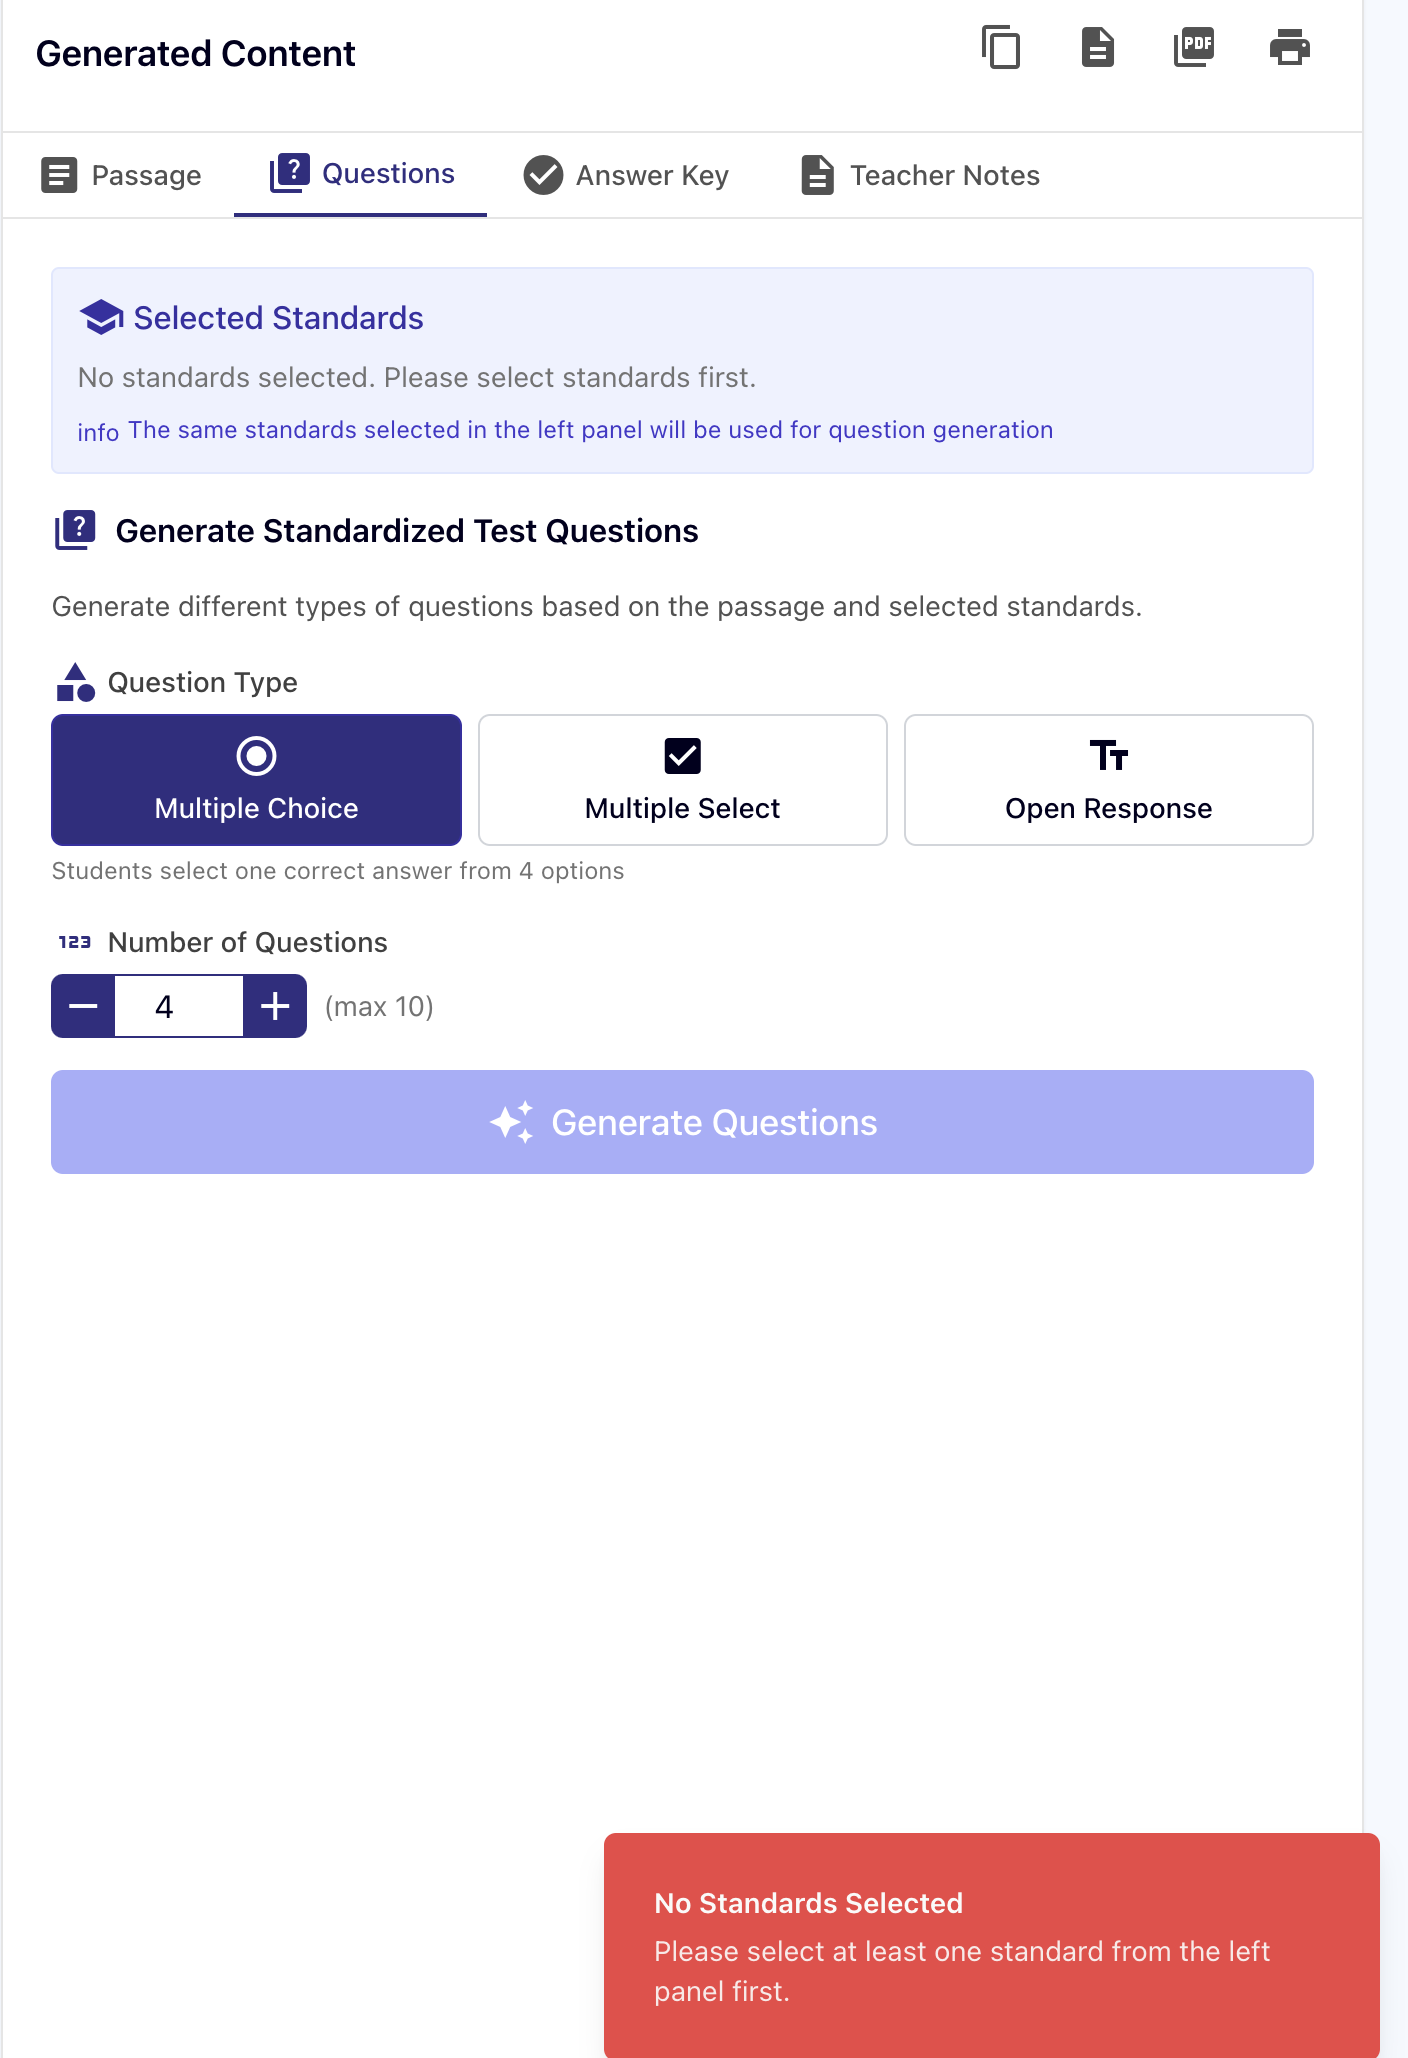 Generated Content
PDF
Passage
? Questions
Answer Key
Teacher Notes
Selected Standards
No standards selected. Please select standards first.
info The same standards selected in the left panel will be used for question generation
? Generate Standardized Test Questions
Generate different types of questions based on the passage and selected standards.
Question Type
Multiple Choice
Multiple Select
Tt
Open Response
Students select one correct answer from 4 options
123 Number of Questions
− 4 + (max 10)
Generate Questions
No Standards Selected
Please select at least one standard from the left
panel first.